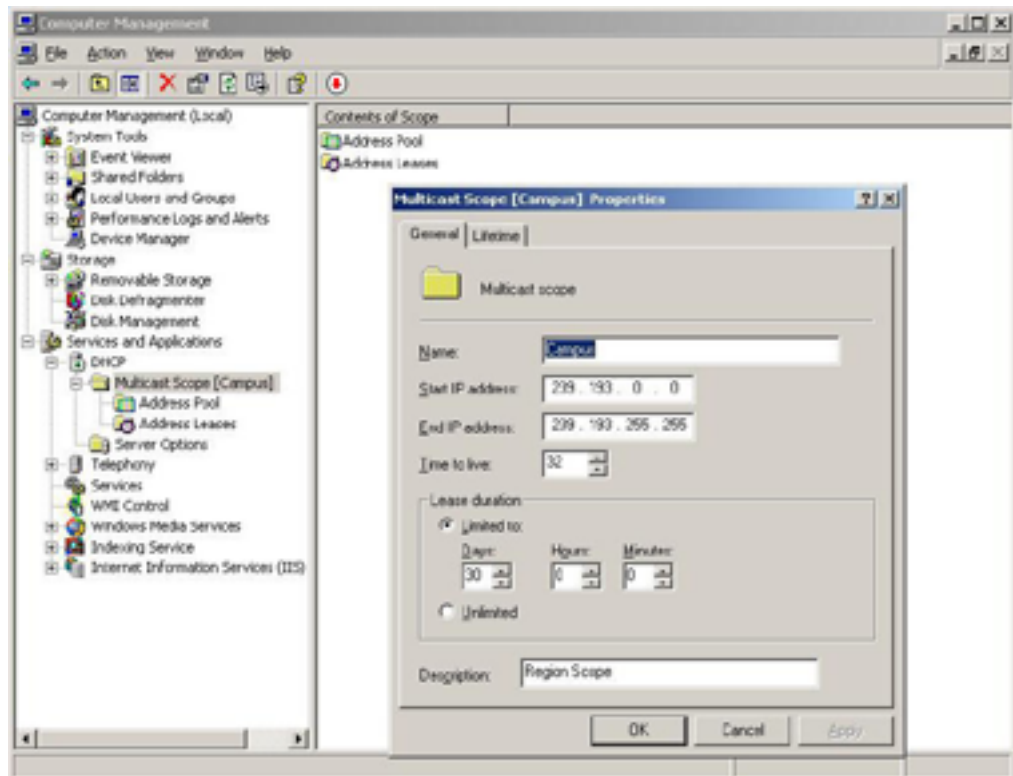 Computer Management
File Action View Window Help
Computer Management (Local)
System Tools
Event Viewer
Shared Folders
Local Users and Groups
Performance Logs and Alerts
Device Manager
Storage
Removable Storage
Disk Defragmenter
Disk Management
Services and Applications
DHCP
Multicast Scope [Campus]
Address Pool
Address Leases
Server Options
Telephony
Services
WMI Control
Windows Media Services
Indexing Service
Internet Information Services (IIS)
Contents of Scope
Address Pool
Address Leases
Multicast Scope [Campus] Properties
General Lifetime
Multicast scope
Name: Campus
Start IP address: 239 . 193 . 0 . 0
End IP address: 239 . 193 . 255 . 255
Time to live: 32
Lease duration
Limited to:
Days: Hours: Minutes:
30 0 0
Unlimited
Description: Region Scope
OK Cancel Apply